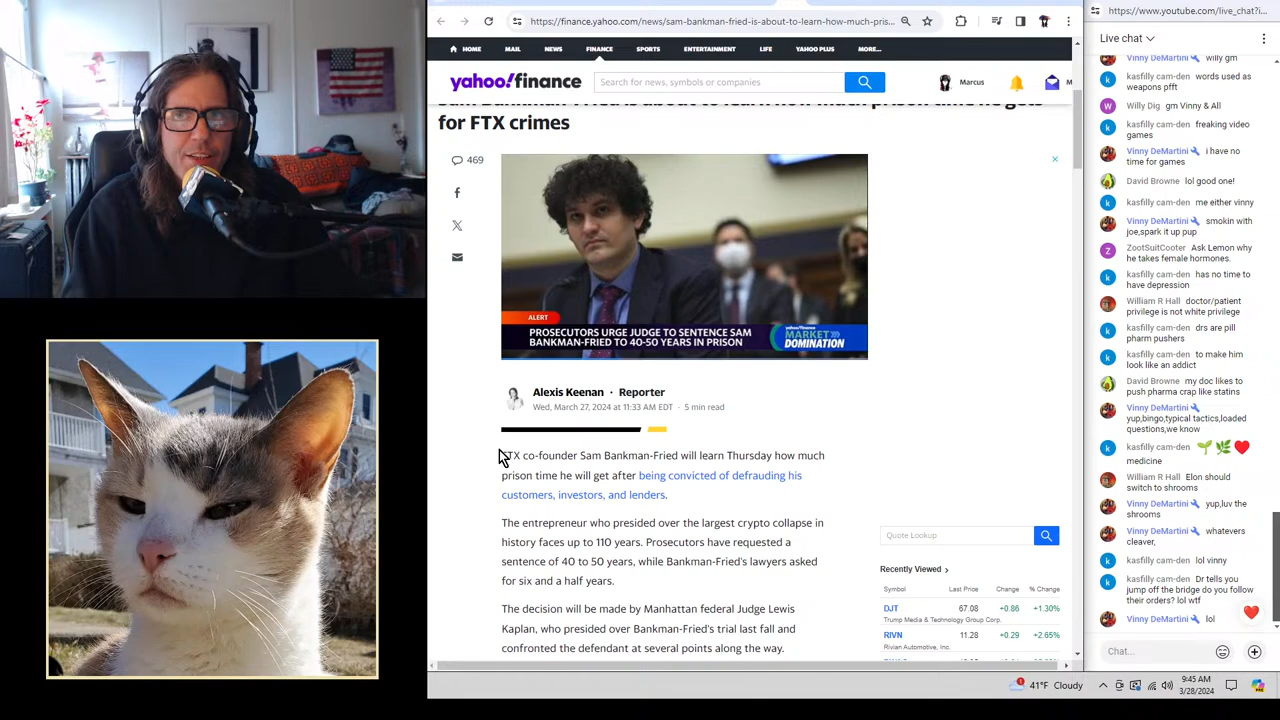 https://finance.yahoo.com/news/sam-bankman-fried-is-about-to-learn-how-much-pris...
HOME MAIL NEWS FINANCE SPORTS ENTERTAINMENT LIFE YAHOO PLUS MORE...
yahoo!finance
Search for news, symbols or companies
Marcus
M
Sam Bankman-Fried is about to learn how much prison time he gets
for FTX crimes
469
ALERT
PROSECUTORS URGE JUDGE TO SENTENCE SAM
BANKMAN-FRIED TO 40-50 YEARS IN PRISON
yahoo!finance
MARKET
DOMINATION
Alexis Keenan · Reporter
Wed, March 27, 2024 at 11:33 AM EDT · 5 min read
FTX co-founder Sam Bankman-Fried will learn Thursday how much
prison time he will get after being convicted of defrauding his
customers, investors, and lenders.
The entrepreneur who presided over the largest crypto collapse in
history faces up to 110 years. Prosecutors have requested a
sentence of 40 to 50 years, while Bankman-Fried's lawyers asked
for six and a half years.
The decision will be made by Manhattan federal Judge Lewis
Kaplan, who presided over Bankman-Fried's trial last fall and
confronted the defendant at several points along the way.
Quote Lookup
Recently Viewed
Symbol Last Price Change % Change
DJT 67.08 +0.86 +1.30%
Trump Media & Technology Group Corp.
RIVN 11.28 +0.29 +2.65%
Rivian Automotive, Inc.
https://www.youtube.com/live_chat?i...
Live chat
Vinny DeMartini willy gm
kasfilly cam-den words used as
weapons pfft
W
Willy Dig gm Vinny & All
k
kasfilly cam-den freaking video
games
Vinny DeMartini i have no
time for games
David Browne lol good one!
k
kasfilly cam-den me either vinny
Vinny DeMartini smokin with
joe,spark it up pup
Z
ZootSuitCooter Ask Lemon why
he takes female hormones.
k
kasfilly cam-den has no time to
have depression
William R Hall doctor/patient
privilege is not white privilege
k
kasfilly cam-den drs are pill
pharm pushers
k
kasfilly cam-den to make him
look like an addict
David Browne my doc likes to
push pharma crap like statins
Vinny DeMartini
yup,bingo,typical tactics,loaded
questions,we know
k
kasfilly cam-den
medicine
William R Hall Elon should
switch to shrooms
Vinny DeMartini yup,luv the
shrooms
Vinny DeMartini whatevers
cleaver,
k
kasfilly cam-den lol vinny
k
kasfilly cam-den Dr tells you
jump off the bridge do you follow
their orders? lol wtf
Vinny DeMartini lol
Chat...
41°F Cloudy
9:45 AM
3/28/2024